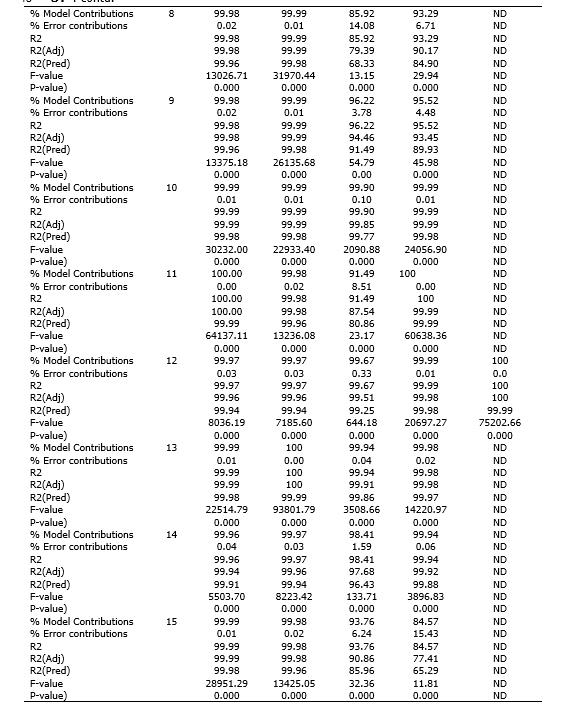 % Model Contributions 8 99.98 99.99 85.92 93.29 ND
% Error contributions 0.02 0.01 14.08 6.71 ND
R2 99.98 99.99 85.92 93.29 ND
R2(Adj) 99.98 99.99 79.39 90.17 ND
R2(Pred) 99.96 99.98 68.33 84.90 ND
F-value 13026.71 31970.44 13.15 29.94 ND
P-value) 0.000 0.000 0.000 0.000 ND
% Model Contributions 9 99.98 99.99 96.22 95.52 ND
% Error contributions 0.02 0.01 3.78 4.48 ND
R2 99.98 99.99 96.22 95.52 ND
R2(Adj) 99.98 99.99 94.46 93.45 ND
R2(Pred) 99.96 99.98 91.49 89.93 ND
F-value 13375.18 26135.68 54.79 45.98 ND
P-value) 0.000 0.000 0.00 0.000 ND
% Model Contributions 10 99.99 99.99 99.90 99.99 ND
% Error contributions 0.01 0.01 0.10 0.01 ND
R2 99.99 99.99 99.90 99.99 ND
R2(Adj) 99.99 99.99 99.85 99.99 ND
R2(Pred) 99.98 99.98 99.77 99.98 ND
F-value 30232.00 22933.40 2090.88 24056.90 ND
P-value) 0.000 0.000 0.000 0.000 ND
% Model Contributions 11 100.00 99.98 91.49 100 ND
% Error contributions 0.00 0.02 8.51 0.00 ND
R2 100.00 99.98 91.49 100 ND
R2(Adj) 100.00 99.98 87.54 99.99 ND
R2(Pred) 99.99 99.96 80.86 99.99 ND
F-value 64137.11 13236.08 23.17 60638.36 ND
P-value) 0.000 0.000 0.000 0.000 ND
% Model Contributions 12 99.97 99.97 99.67 99.99 100
% Error contributions 0.03 0.03 0.33 0.01 0.0
R2 99.97 99.97 99.67 99.99 100
R2(Adj) 99.96 99.96 99.51 99.98 100
R2(Pred) 99.94 99.94 99.25 99.98 99.99
F-value 8036.19 7185.60 644.18 20697.27 75202.66
P-value) 0.000 0.000 0.000 0.000 0.000
% Model Contributions 13 99.99 100 99.94 99.98 ND
% Error contributions 0.01 0.00 0.04 0.02 ND
R2 99.99 100 99.94 99.98 ND
R2(Adj) 99.99 100 99.91 99.98 ND
R2(Pred) 99.98 99.99 99.86 99.97 ND
F-value 22514.79 93801.79 3508.66 14220.97 ND
P-value) 0.000 0.000 0.000 0.000 ND
% Model Contributions 14 99.96 99.97 98.41 99.94 ND
% Error contributions 0.04 0.03 1.59 0.06 ND
R2 99.96 99.97 98.41 99.94 ND
R2(Adj) 99.94 99.96 97.68 99.92 ND
R2(Pred) 99.91 99.94 96.43 99.88 ND
F-value 5503.70 8223.42 133.71 3896.83 ND
P-value) 0.000 0.000 0.000 0.000 ND
% Model Contributions 15 99.99 99.98 93.76 84.57 ND
% Error contributions 0.01 0.02 6.24 15.43 ND
R2 99.99 99.98 93.76 84.57 ND
R2(Adj) 99.99 99.98 90.86 77.41 ND
R2(Pred) 99.98 99.96 85.96 65.29 ND
F-value 28951.29 13425.05 32.36 11.81 ND
P-value) 0.000 0.000 0.000 0.000 ND